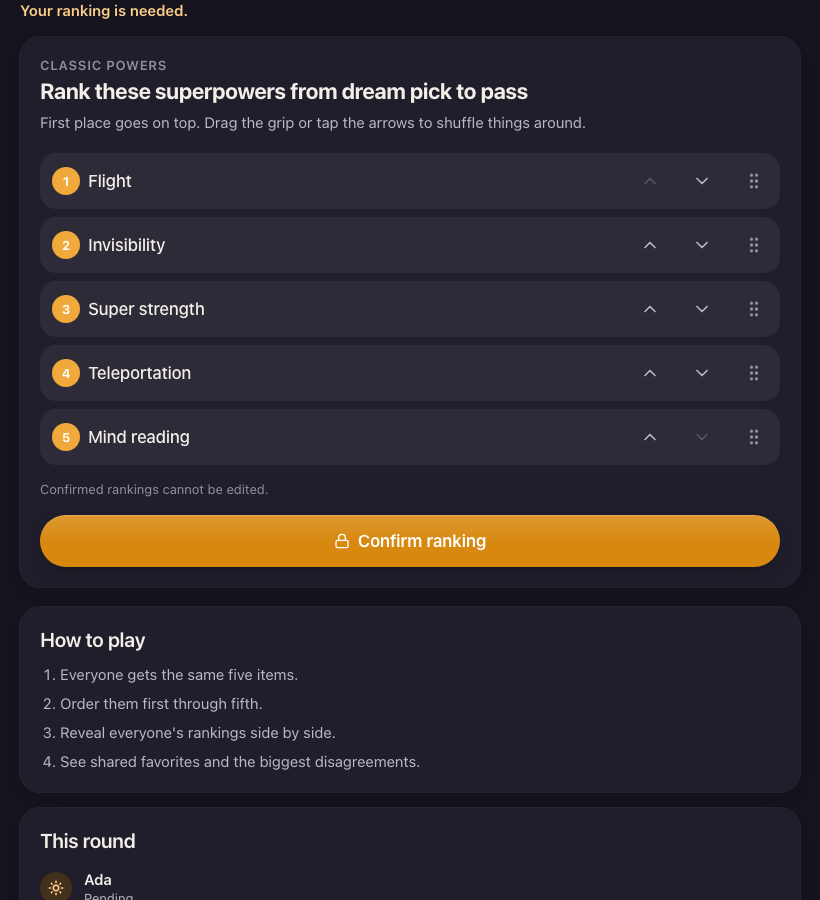 Your ranking is needed.
CLASSIC POWERS
Rank these superpowers from dream pick to pass
First place goes on top. Drag the grip or tap the arrows to shuffle things around.
1 Flight
2 Invisibility
3 Super strength
4 Teleportation
5 Mind reading
Confirmed rankings cannot be edited.
Confirm ranking
How to play
1. Everyone gets the same five items.
2. Order them first through fifth.
3. Reveal everyone's rankings side by side.
4. See shared favorites and the biggest disagreements.
This round
Ada
Pending